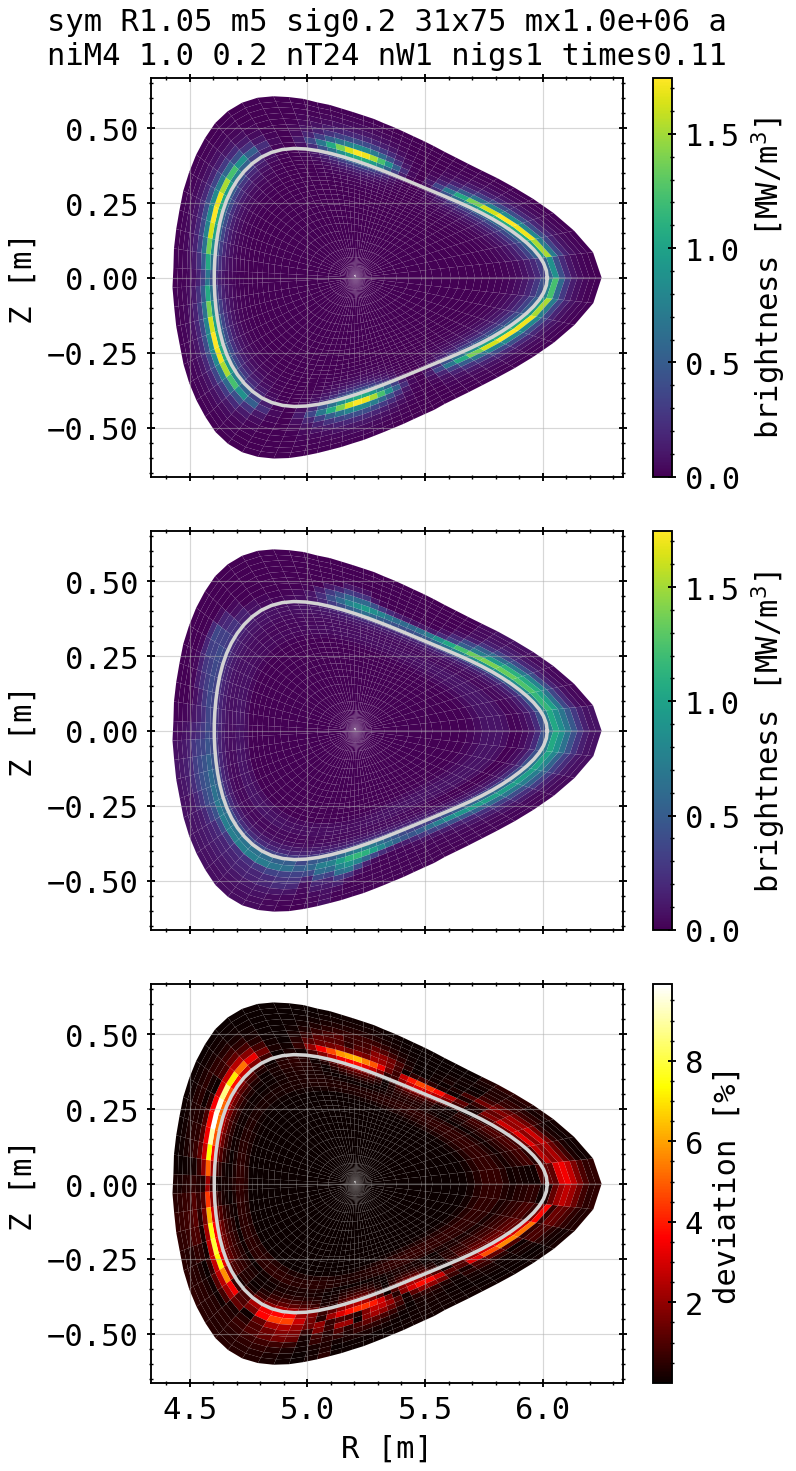 sym R1.05 m5 sig0.2 31x75 mx1.0e+06 a
niM4 1.0 0.2 nT24 nW1 nigs1 times0.11
0.50
0.25
0.00
−0.25
−0.50
Z [m]
1.5
1.0
0.5
0.0
brightness [MW/m³]
0.50
0.25
0.00
−0.25
−0.50
Z [m]
1.5
1.0
0.5
0.0
brightness [MW/m³]
0.50
0.25
0.00
−0.25
−0.50
Z [m]
8
6
4
2
deviation [%]
4.5 5.0 5.5 6.0
R [m]